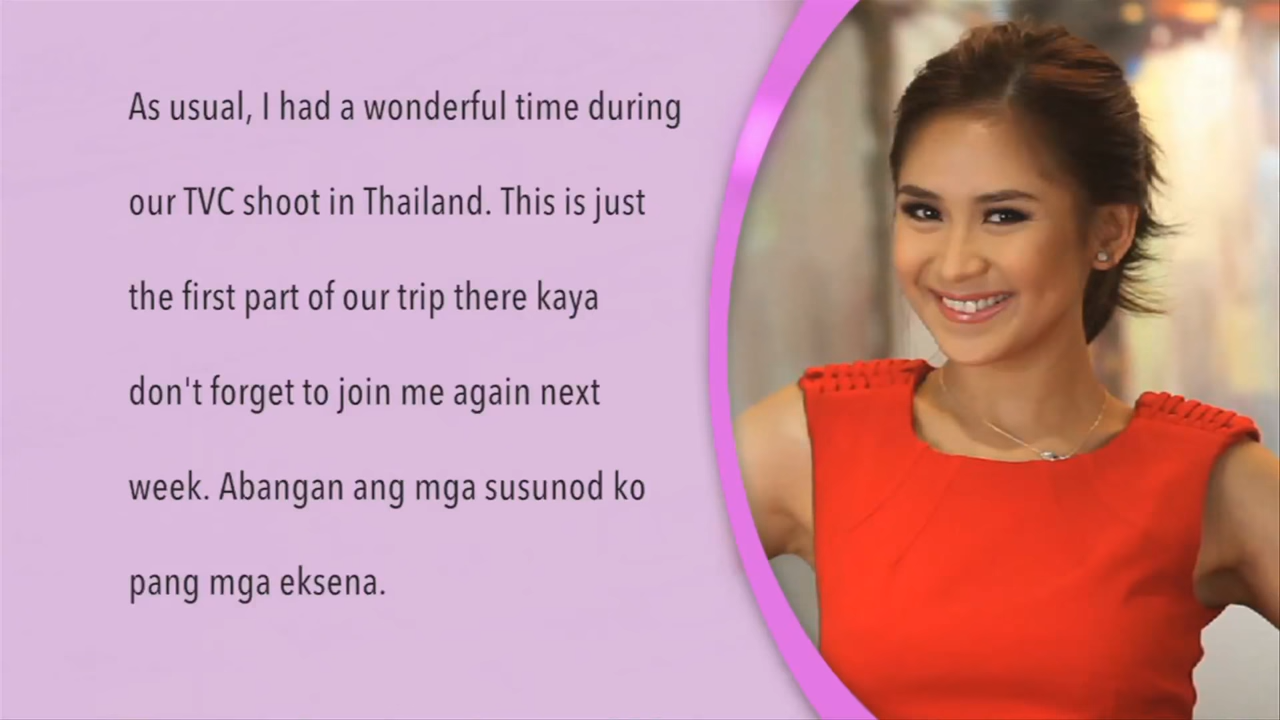 As usual, I had a wonderful time during
our TVC shoot in Thailand. This is just
the first part of our trip there kaya
don't forget to join me again next
week. Abangan ang mga susunod ko
pang mga eksena.